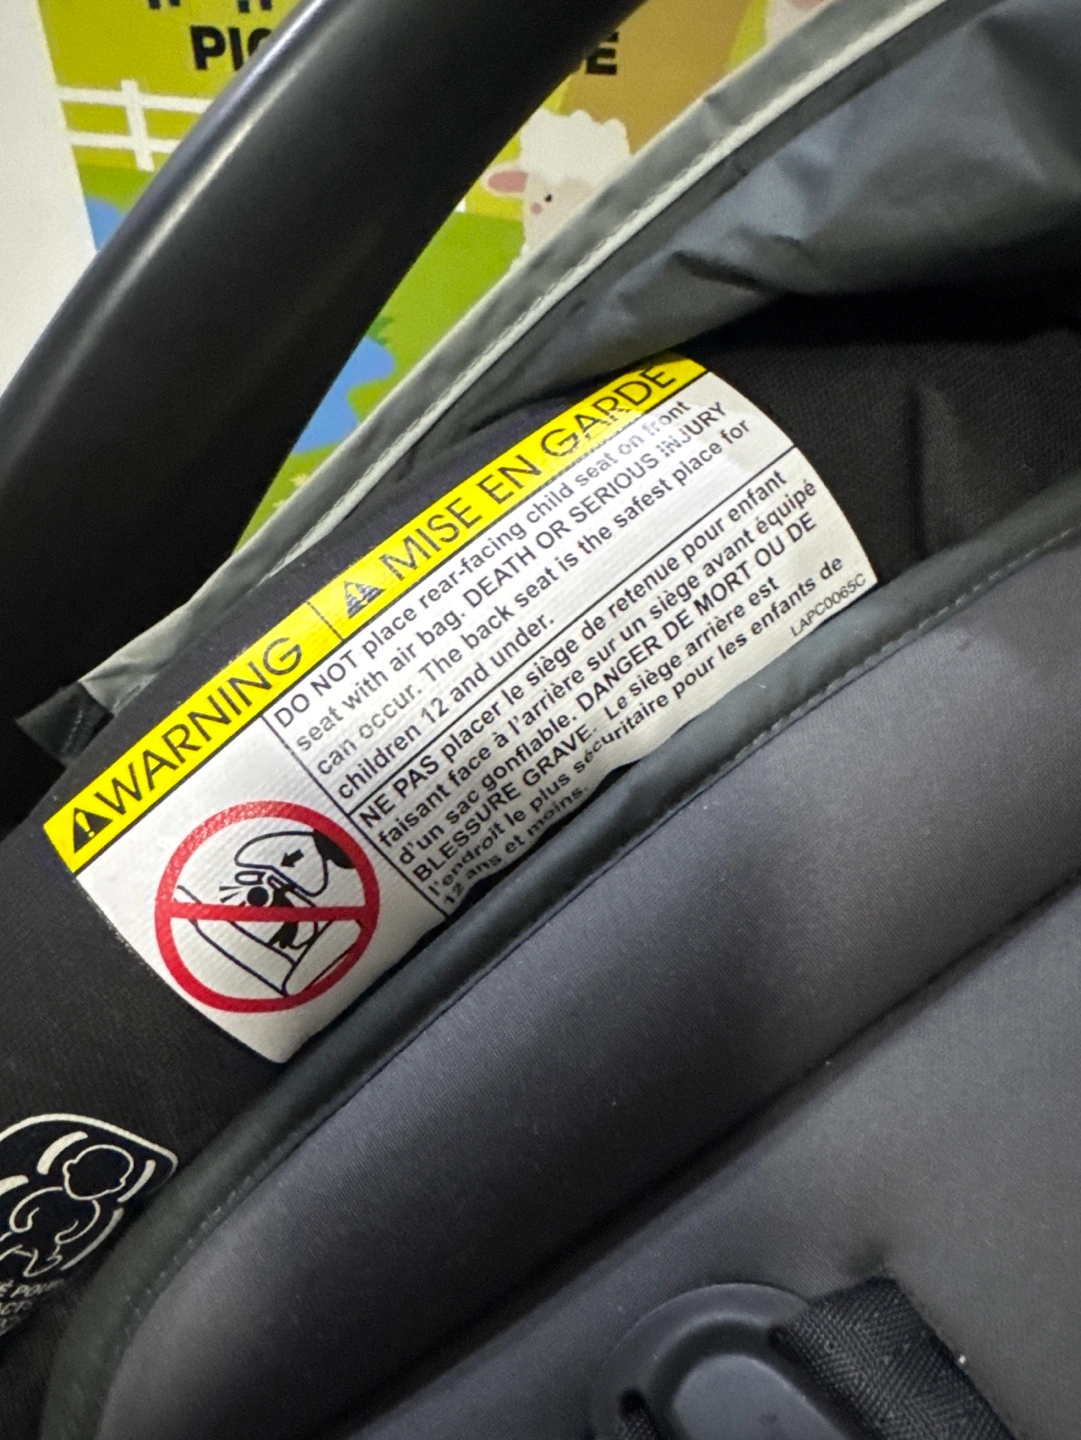 WARNING MISE EN GARDE
DO NOT place rear-facing child seat on front
seat with air bag. DEATH OR SERIOUS INJURY
can occur. The back seat is the safest place for
children 12 and under.
NE PAS placer le siège de retenue pour enfant
faisant face à l'arrière sur un siège avant équipé
d'un sac gonflable. DANGER DE MORT OU DE
BLESSURE GRAVE. Le siège arrière est
l'endroit le plus sécuritaire pour les enfants de
12 ans et moins.
LAPC0065C